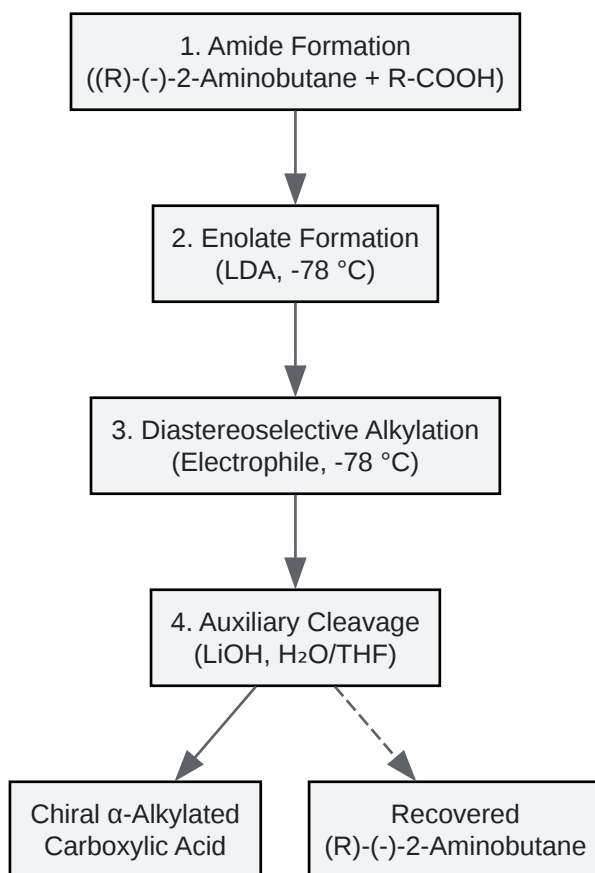 1. Amide Formation
((R)-(-)-2-Aminobutane + R-COOH)
2. Enolate Formation
(LDA, -78 °C)
3. Diastereoselective Alkylation
(Electrophile, -78 °C)
4. Auxiliary Cleavage
(LiOH, H₂O/THF)
Chiral α-Alkylated
Carboxylic Acid
Recovered
(R)-(-)-2-Aminobutane